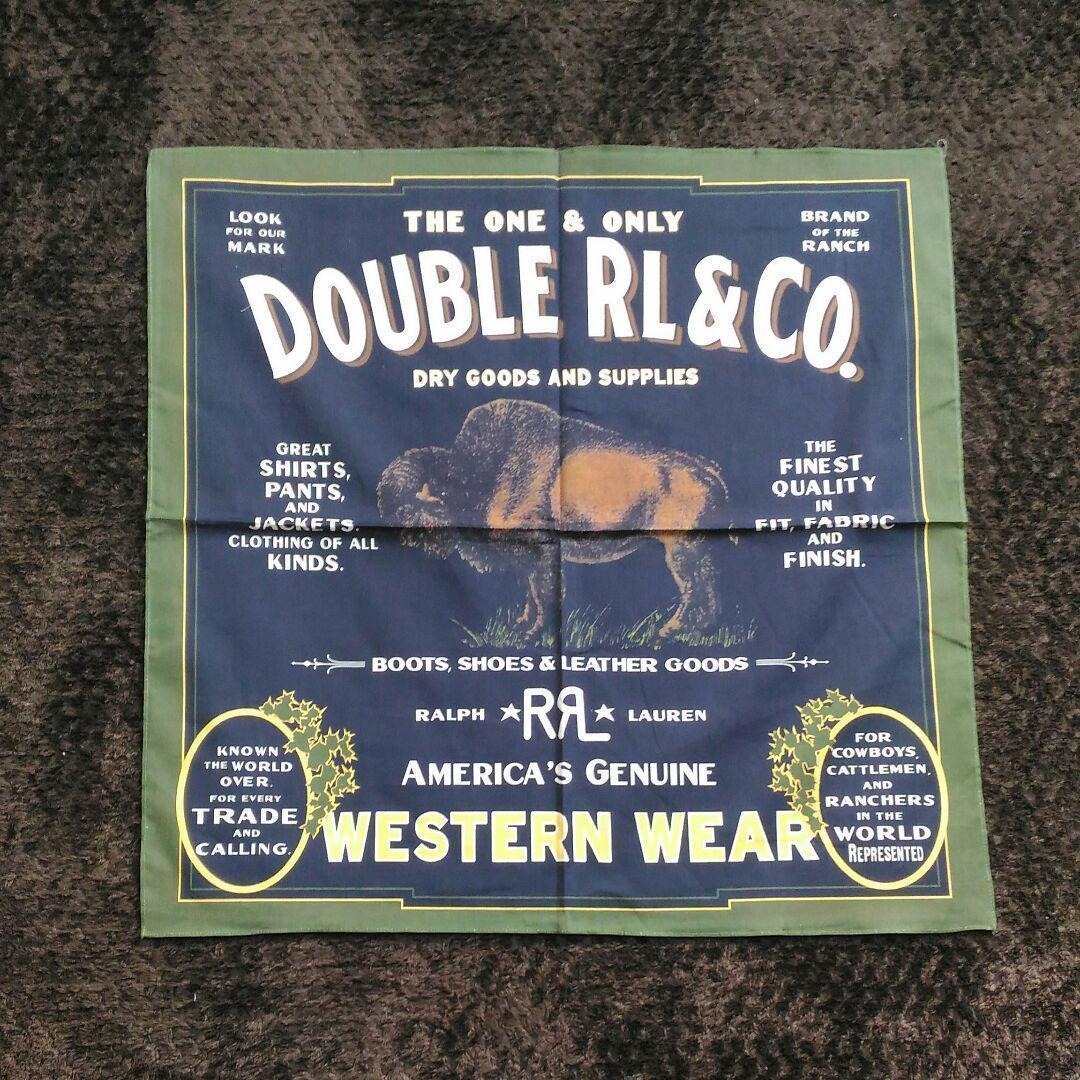 LOOK
FOR OUR
MARK
THE ONE & ONLY
BRAND
OF THE
RANCH
DOUBLE RL & CO.
DRY GOODS AND SUPPLIES
GREAT
SHIRTS,
PANTS,
AND
JACKETS.
CLOTHING OF ALL
KINDS.
THE
FINEST
QUALITY
IN
FIT, FABRIC
AND
FINISH.
BOOTS, SHOES & LEATHER GOODS
RALPH ★RRL★ LAUREN
AMERICA'S GENUINE
WESTERN WEAR
KNOWN
THE WORLD
OVER.
FOR EVERY
TRADE
AND
CALLING.
FOR
COWBOYS,
CATTLEMEN,
AND
RANCHERS
IN THE
WORLD
REPRESENTED